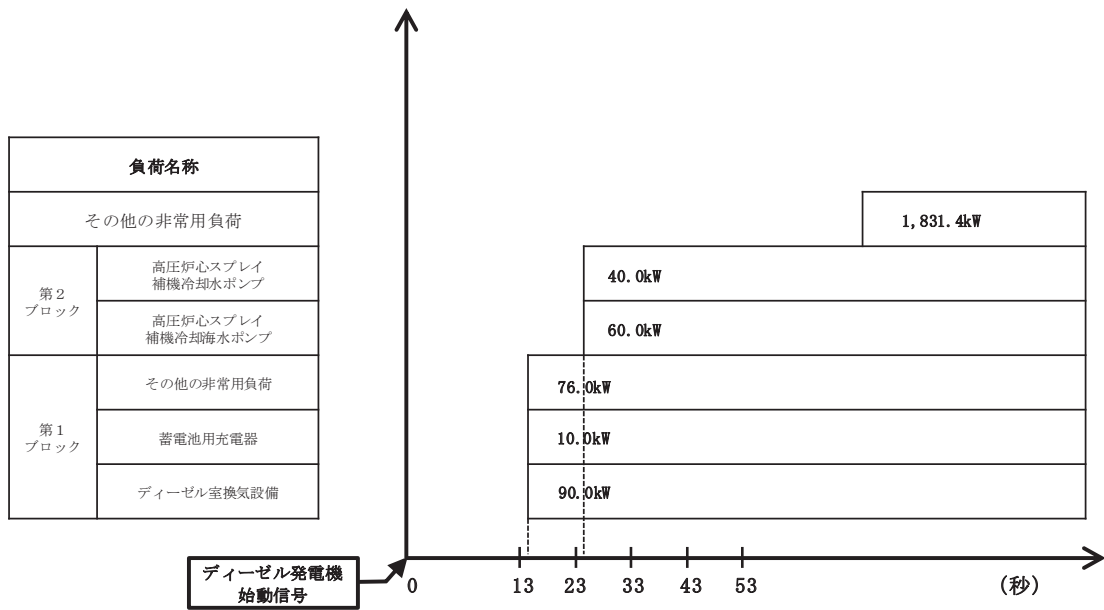 負荷名称
その他の非常用負荷
1,831.4kW
第2
ブロック
高圧炉心スプレイ
補機冷却水ポンプ
40.0kW
高圧炉心スプレイ
補機冷却海水ポンプ
60.0kW
第1
ブロック
その他の非常用負荷
76.0kW
蓄電池用充電器
10.0kW
ディーゼル室換気設備
90.0kW
ディーゼル発電機
始動信号
0 13 23 33 43 53 (秒)